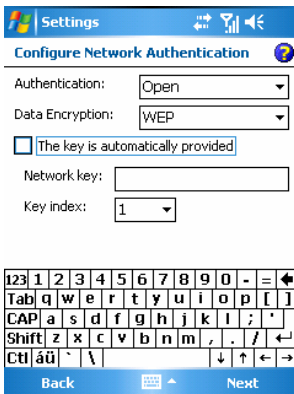 Settings
Configure Network Authentication ?
Authentication: Open
Data Encryption: WEP
The key is automatically provided
Network key:
Key index: 1
123 1 2 3 4 5 6 7 8 9 0 - =
Tab q w e r t y u i o p [ ]
CAP a s d f g h j k l ; '
Shift z x c v b n m , . /
Ctl áü ` \
Back Next